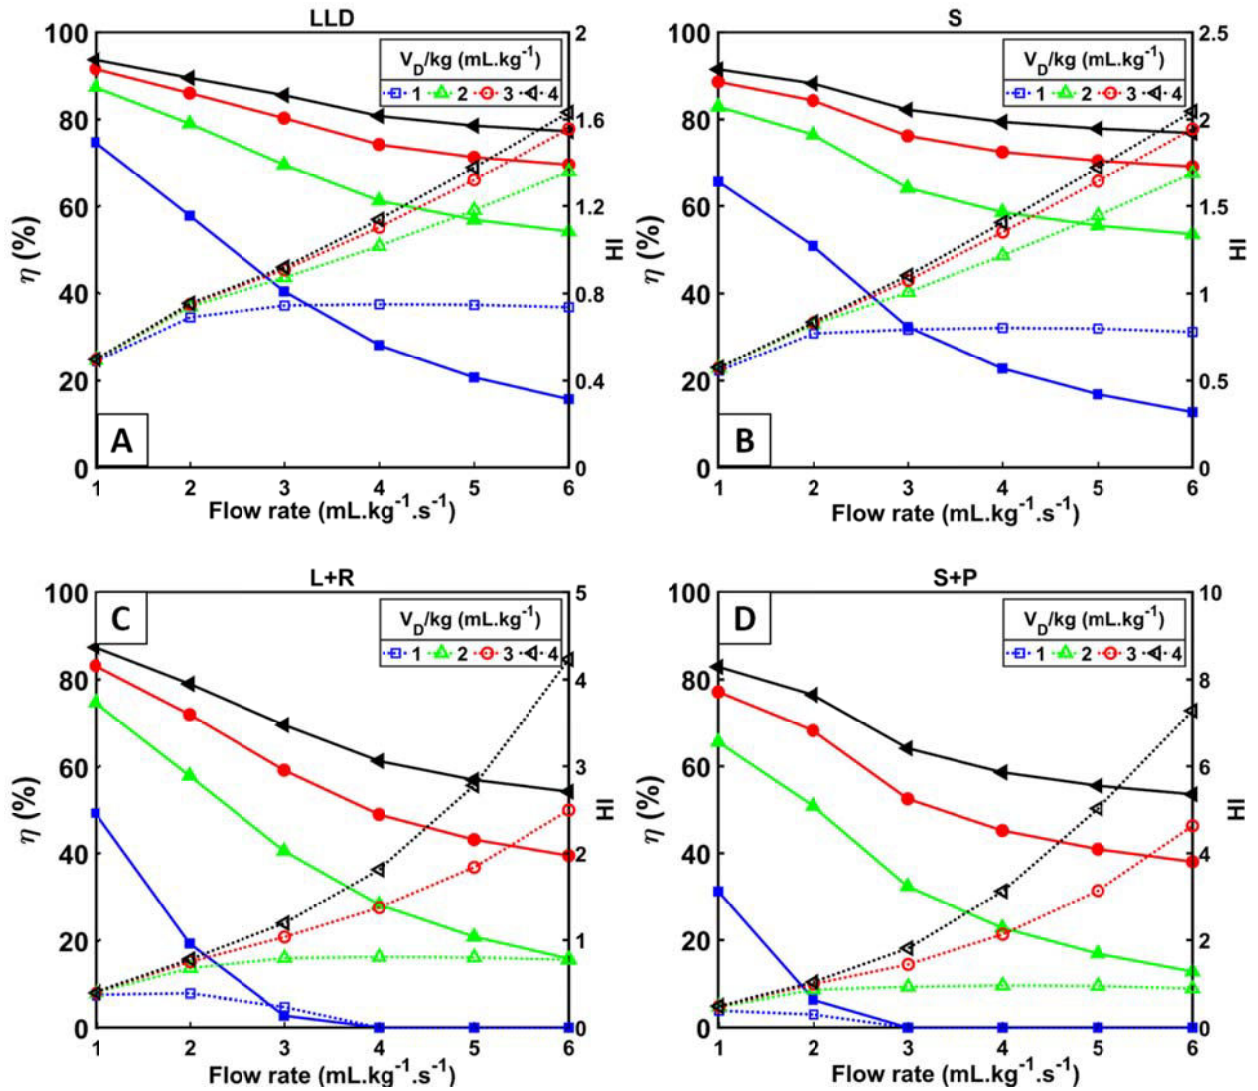 LLD
V_D/kg (mL.kg⁻¹)
1 2 3 4
100
80
60
40
20
0
η (%)
2
1.6
1.2
0.8
0.4
0
HI
A
1 2 3 4 5 6
Flow rate (mL.kg⁻¹.s⁻¹)
S
V_D/kg (mL.kg⁻¹)
1 2 3 4
100
80
60
40
20
0
η (%)
2.5
2
1.5
1
0.5
0
HI
B
1 2 3 4 5 6
Flow rate (mL.kg⁻¹.s⁻¹)
L+R
C
V_D/kg (mL.kg⁻¹)
1 2 3 4
100
80
60
40
20
0
η (%)
5
4
3
2
1
0
HI
1 2 3 4 5 6
Flow rate (mL.kg⁻¹.s⁻¹)
S+P
D
V_D/kg (mL.kg⁻¹)
1 2 3 4
100
80
60
40
20
0
η (%)
10
8
6
4
2
0
HI
1 2 3 4 5 6
Flow rate (mL.kg⁻¹.s⁻¹)